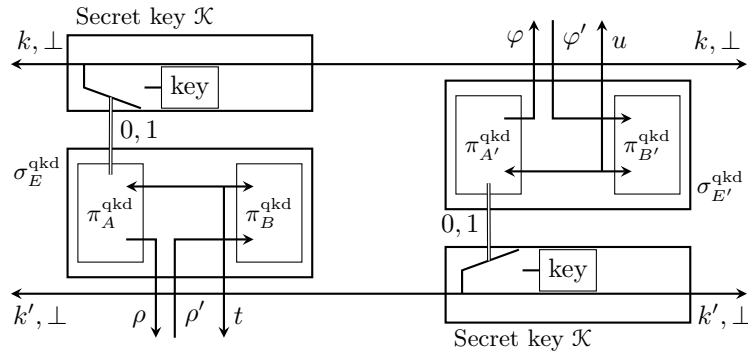 Secret key 𝒦
k, ⊥
φ
φ′
u
k, ⊥
key
0, 1
π_{A′}^{qkd}
π_{B′}^{qkd}
σ_E^{qkd}
σ_{E′}^{qkd}
π_A^{qkd}
π_B^{qkd}
0, 1
key
k′, ⊥
ρ
ρ′
t
k′, ⊥
Secret key 𝒦